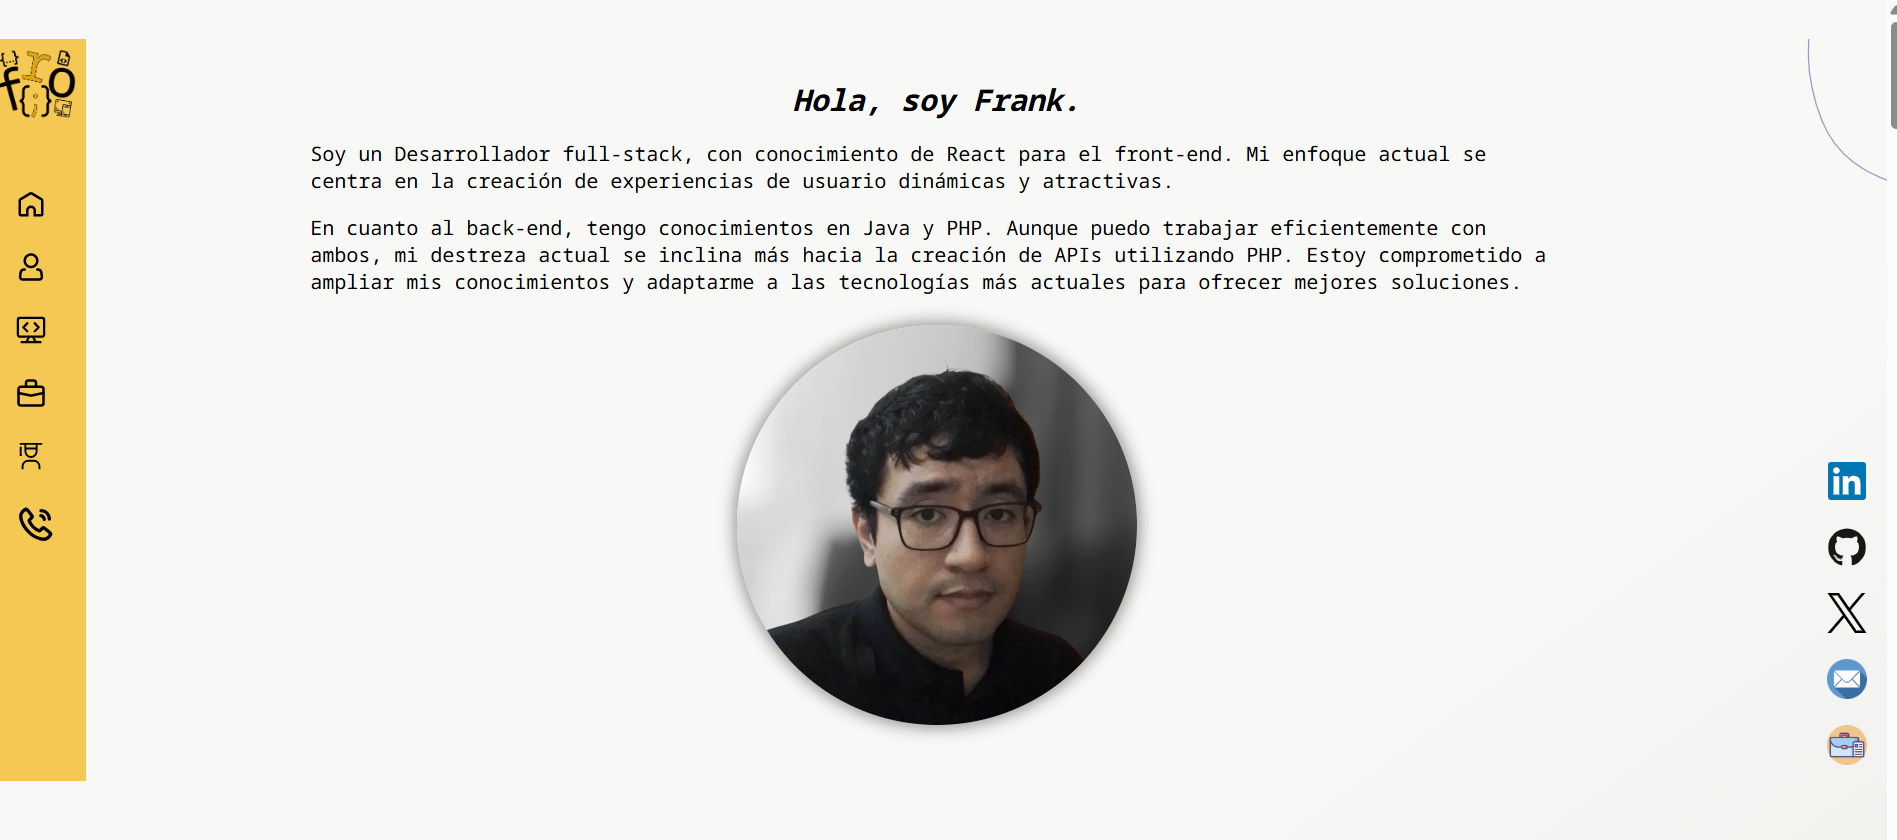 fro
Hola, soy Frank.
Soy un Desarrollador full-stack, con conocimiento de React para el front-end. Mi enfoque actual se
centra en la creación de experiencias de usuario dinámicas y atractivas.
En cuanto al back-end, tengo conocimientos en Java y PHP. Aunque puedo trabajar eficientemente con
ambos, mi destreza actual se inclina más hacia la creación de APIs utilizando PHP. Estoy comprometido a
ampliar mis conocimientos y adaptarme a las tecnologías más actuales para ofrecer mejores soluciones.
in